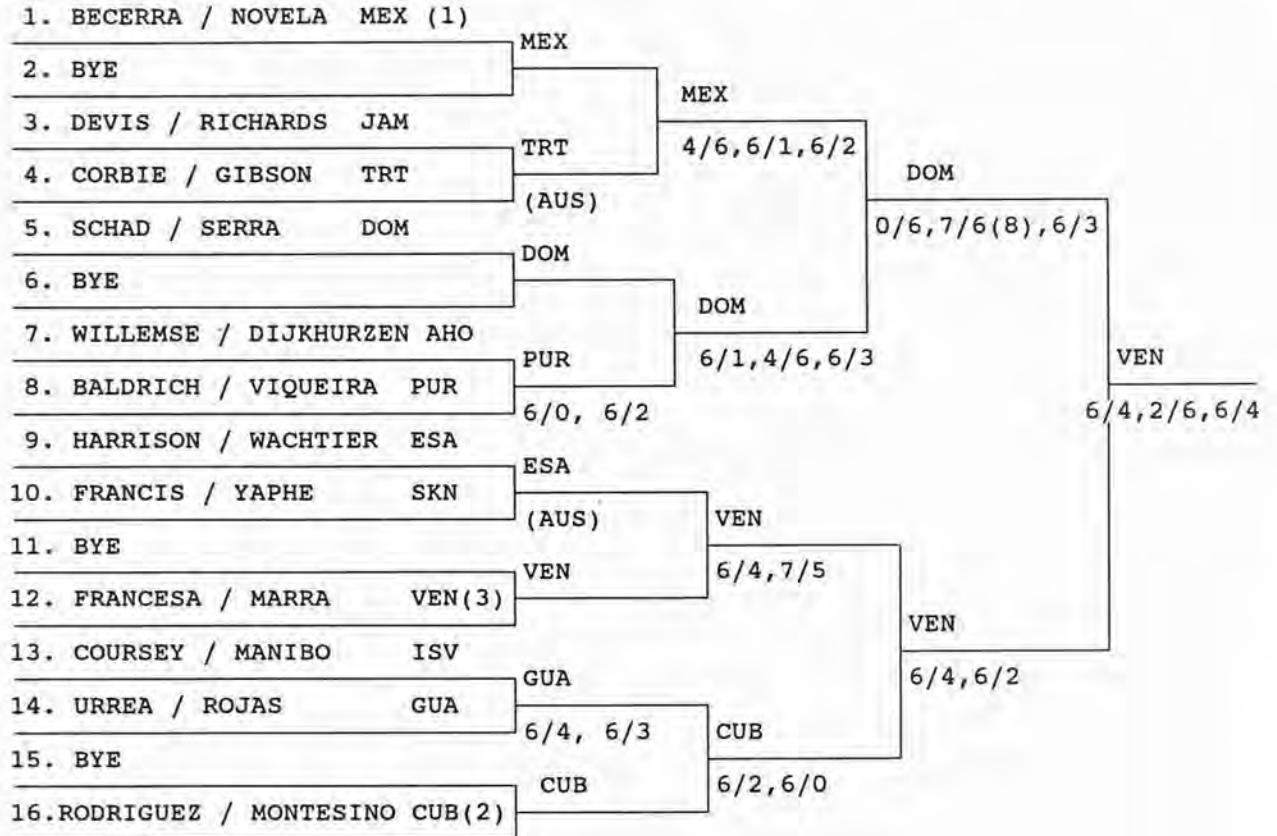 1. BECERRA / NOVELA MEX (1)
MEX
2. BYE
MEX
3. DEVIS / RICHARDS JAM
TRT
4/6,6/1,6/2
4. CORBIE / GIBSON TRT
DOM
(AUS)
5. SCHAD / SERRA DOM
0/6,7/6(8),6/3
DOM
6. BYE
DOM
7. WILLEMSE / DIJKHURZEN AHO
PUR
6/1,4/6,6/3
VEN
8. BALDRICH / VIQUEIRA PUR
6/0, 6/2
6/4,2/6,6/4
9. HARRISON / WACHTIER ESA
ESA
10. FRANCIS / YAPHE SKN
(AUS)
VEN
11. BYE
VEN
6/4,7/5
12. FRANCESA / MARRA VEN(3)
VEN
13. COURSEY / MANIBO ISV
GUA
6/4,6/2
14. URREA / ROJAS GUA
6/4, 6/3
CUB
15. BYE
CUB
6/2,6/0
16.RODRIGUEZ / MONTESINO CUB(2)